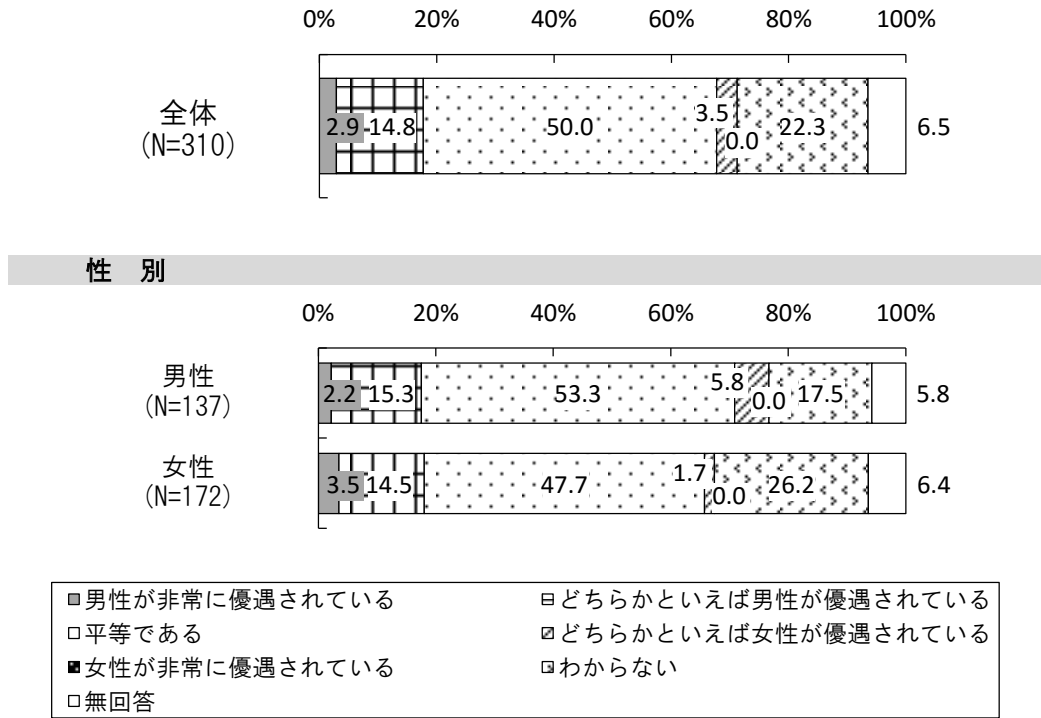 0% 20% 40% 60% 80% 100%
全体
(N=310)
2.9 14.8 50.0 3.5 0.0 22.3 6.5
性 別
0% 20% 40% 60% 80% 100%
男性
(N=137)
2.2 15.3 53.3 5.8 0.0 17.5 5.8
女性
(N=172)
3.5 14.5 47.7 1.7 0.0 26.2 6.4
男性が非常に優遇されている どちらかといえば男性が優遇されている
平等である どちらかといえば女性が優遇されている
女性が非常に優遇されている わからない
無回答